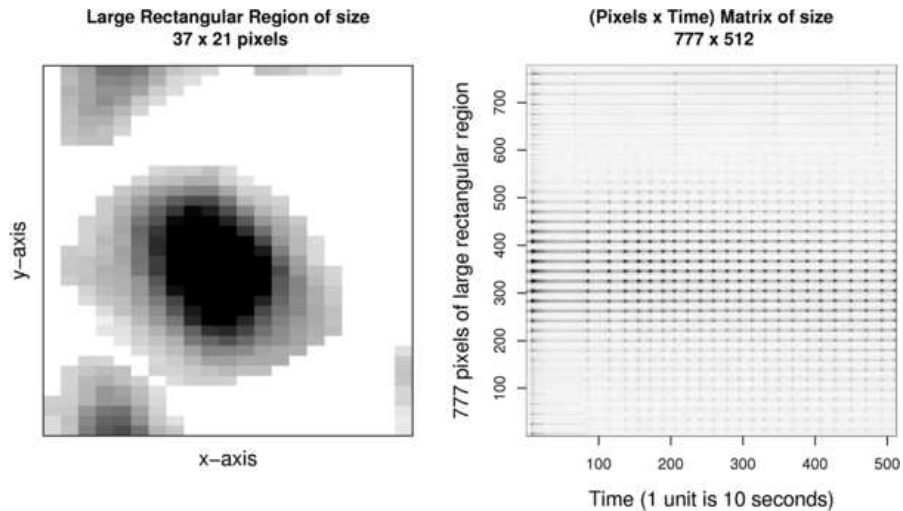 Large Rectangular Region of size
37 x 21 pixels
y−axis
x−axis
(Pixels x Time) Matrix of size
777 x 512
777 pixels of large rectangular region
700
600
500
400
300
200
100
100 200 300 400 500
Time (1 unit is 10 seconds)